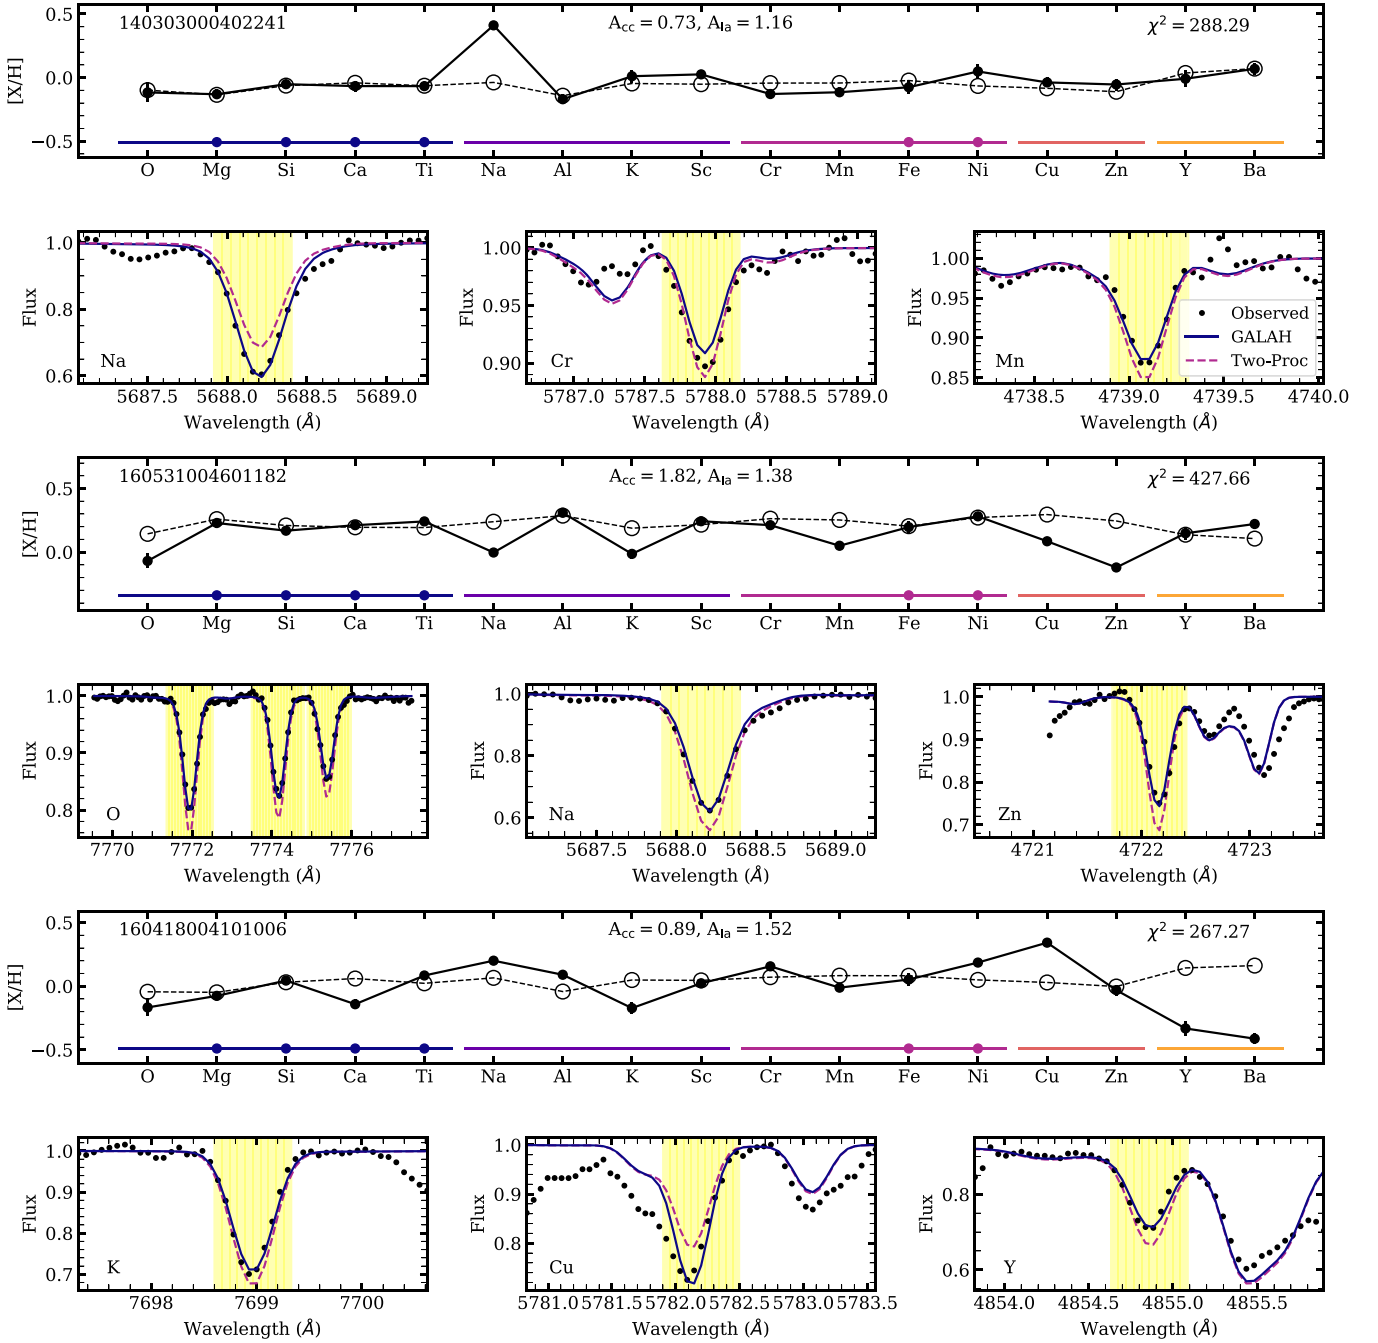 140303000402241 A_cc = 0.73, A_Ia = 1.16 χ² = 288.29
[X/H]
0.5
0.0
−0.5
O Mg Si Ca Ti Na Al K Sc Cr Mn Fe Ni Cu Zn Y Ba
Flux
1.0
0.8
0.6
Na
5687.5 5688.0 5688.5 5689.0
Wavelength (Å)
Flux
1.00
0.95
0.90
Cr
5787.0 5787.5 5788.0 5788.5 5789.0
Wavelength (Å)
Flux
1.00
0.95
0.90
0.85
Mn
Observed
GALAH
Two-Proc
4738.5 4739.0 4739.5 4740.0
Wavelength (Å)
160531004601182 A_cc = 1.82, A_Ia = 1.38 χ² = 427.66
[X/H]
0.5
0.0
O Mg Si Ca Ti Na Al K Sc Cr Mn Fe Ni Cu Zn Y Ba
Flux
1.0
0.9
0.8
O
7770 7772 7774 7776
Wavelength (Å)
Flux
1.0
0.8
0.6
Na
5687.5 5688.0 5688.5 5689.0
Wavelength (Å)
Flux
1.0
0.9
0.8
0.7
Zn
4721 4722 4723
Wavelength (Å)
160418004101006 A_cc = 0.89, A_Ia = 1.52 χ² = 267.27
[X/H]
0.5
0.0
−0.5
O Mg Si Ca Ti Na Al K Sc Cr Mn Fe Ni Cu Zn Y Ba
Flux
1.0
0.9
0.8
0.7
K
7698 7699 7700
Wavelength (Å)
Flux
1.0
0.9
0.8
Cu
5781.0 5781.5 5782.0 5782.5 5783.0 5783.5
Wavelength (Å)
Flux
0.8
0.6
Y
4854.0 4854.5 4855.0 4855.5
Wavelength (Å)